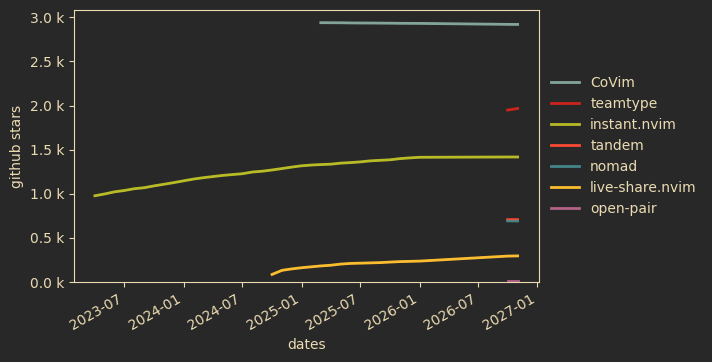 3.0 k
2.5 k
2.0 k
1.5 k
1.0 k
0.5 k
0.0 k
github stars
2023-07
2024-01
2024-07
2025-01
2025-07
2026-01
2026-07
2027-01
dates
CoVim
teamtype
instant.nvim
tandem
nomad
live-share.nvim
open-pair